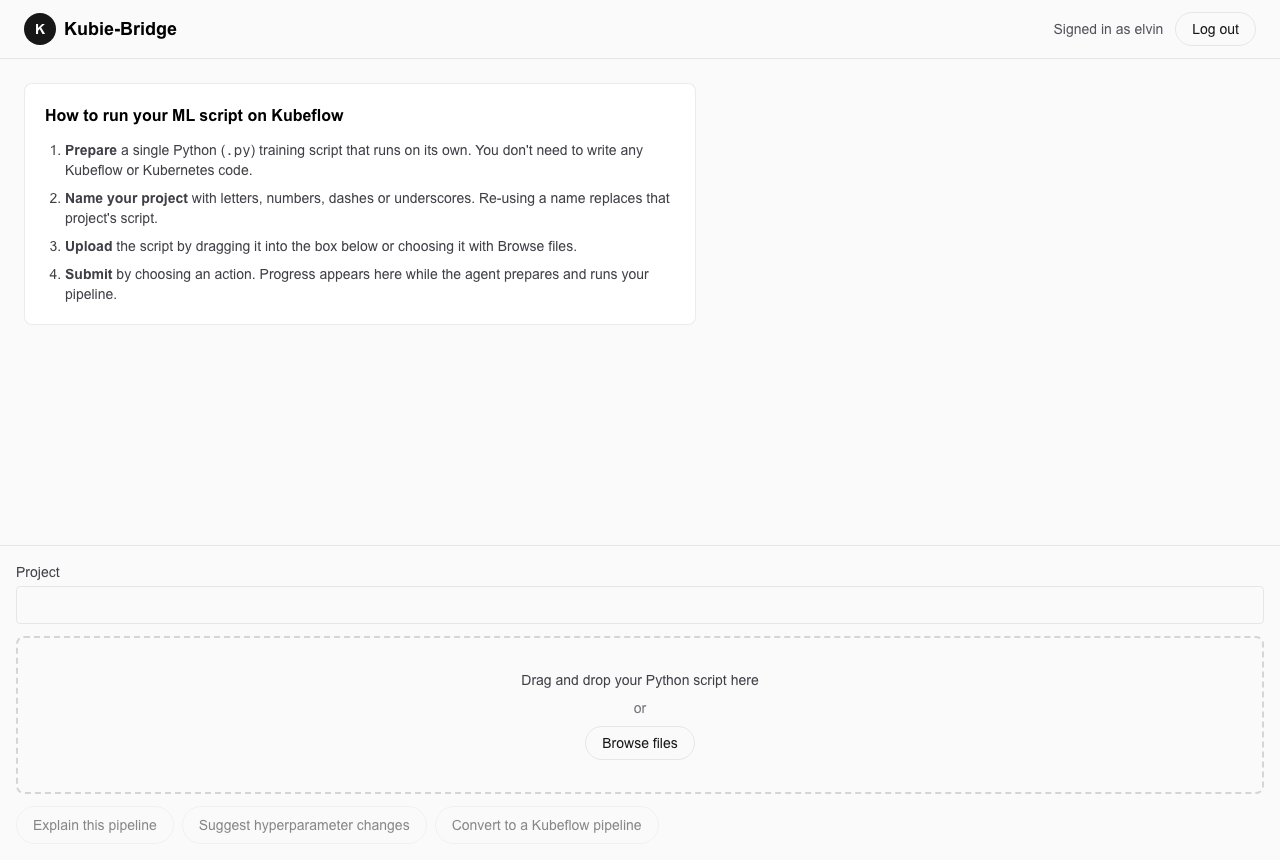 K Kubie-Bridge
Signed in as elvin
Log out
How to run your ML script on Kubeflow
1. Prepare a single Python (.py) training script that runs on its own. You don't need to write any
Kubeflow or Kubernetes code.
2. Name your project with letters, numbers, dashes or underscores. Re-using a name replaces that
project's script.
3. Upload the script by dragging it into the box below or choosing it with Browse files.
4. Submit by choosing an action. Progress appears here while the agent prepares and runs your
pipeline.
Project
Drag and drop your Python script here
or
Browse files
Explain this pipeline
Suggest hyperparameter changes
Convert to a Kubeflow pipeline